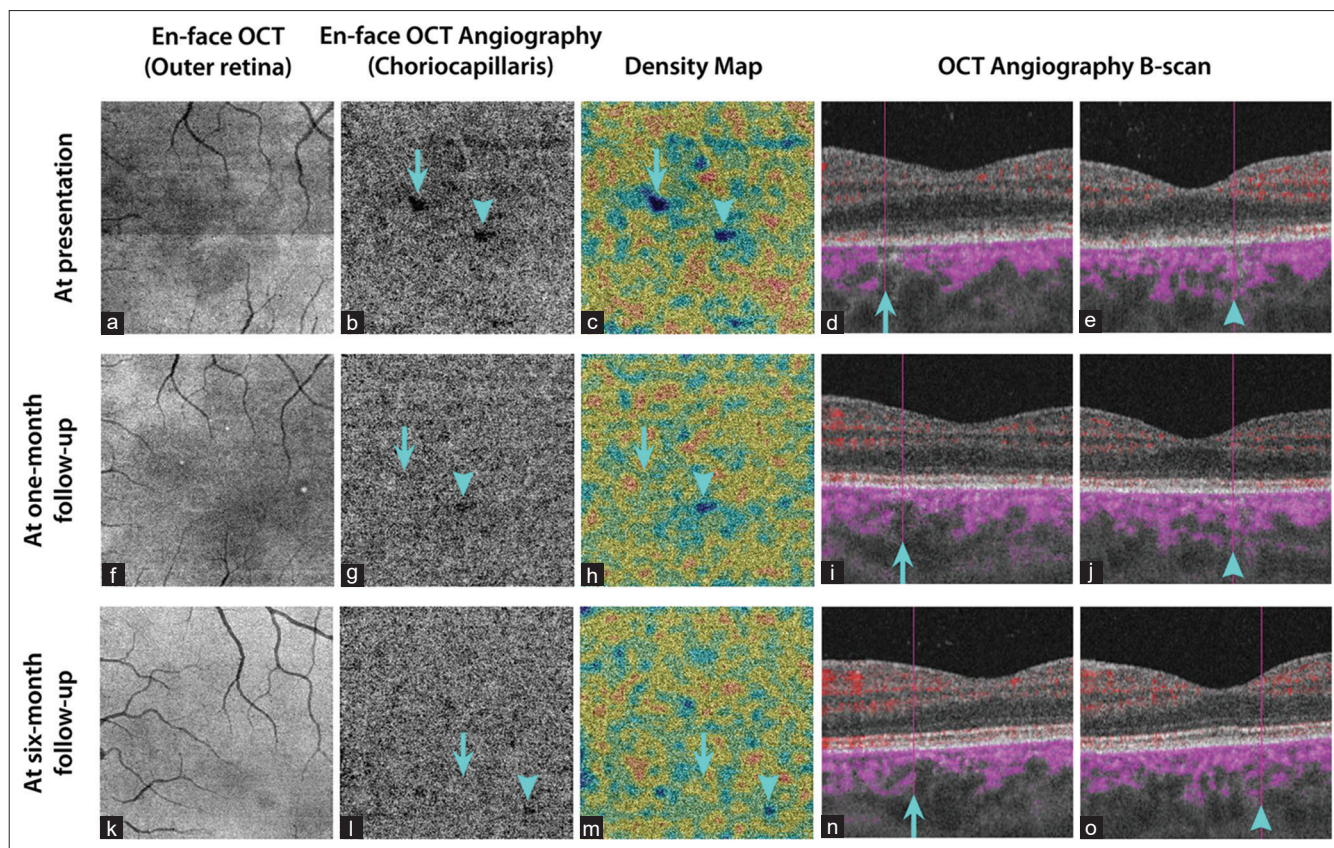 En-face OCT
(Outer retina)
En-face OCT Angiography
(Choriocapillaris)
Density Map
OCT Angiography B-scan
At presentation
a
b
c
d
e
At one-month
follow-up
f
g
h
i
j
At six-month
follow-up
k
l
m
n
o